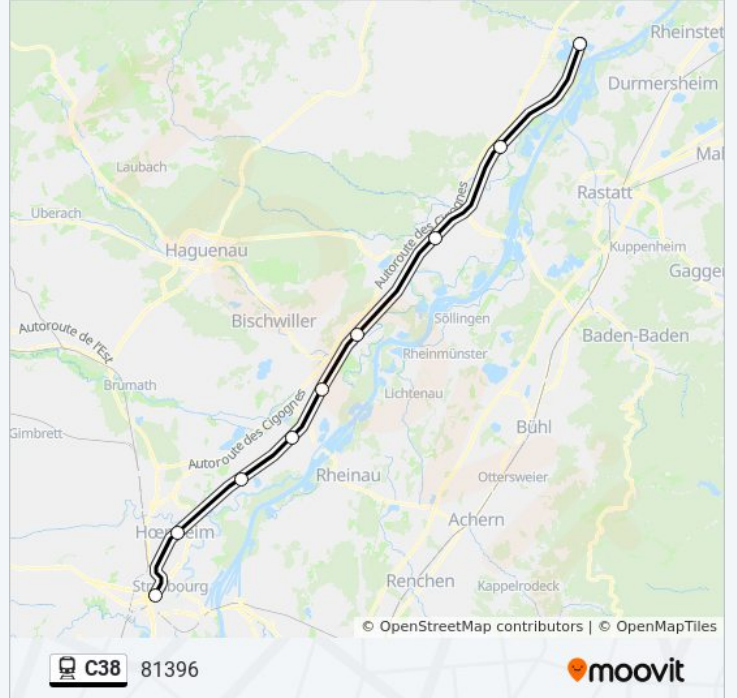 Rheinstet
Durmersheim
Mal
Laubach
Rastatt
Überach
Autoroute des Cigognes
Haguenau
Kuppenheim
Gagger
Bischwiller
Söllingen
Autoroute de l'Est
Baden-Baden
Rheinmünster
Brumath
Lichtenau
Autoroute des Cigognes
Gimbrett
Bühl
Rheinau
Ottersweier
Achern
Hœnheim
Strasbourg
Renchen
Kappelrodeck
© OpenStreetMap contributors | © OpenMapTiles
C38 81396
moovit